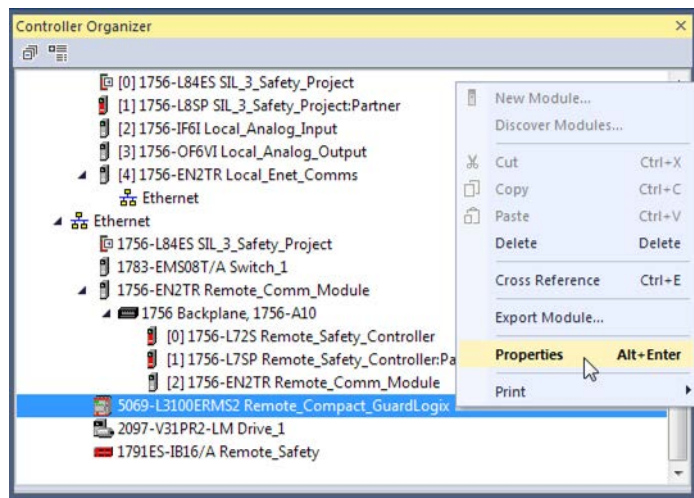 Controller Organizer
[0] 1756-L84ES SIL_3_Safety_Project
[1] 1756-L8SP SIL_3_Safety_Project:Partner
[2] 1756-IF6I Local_Analog_Input
[3] 1756-OF6VI Local_Analog_Output
[4] 1756-EN2TR Local_Enet_Comms
Ethernet
Ethernet
1756-L84ES SIL_3_Safety_Project
1783-EMS08T/A Switch_1
1756-EN2TR Remote_Comm_Module
1756 Backplane, 1756-A10
[0] 1756-L72S Remote_Safety_Controller
[1] 1756-L7SP Remote_Safety_Controller:Pa
[2] 1756-EN2TR Remote_Comm_Module
5069-L3100ERMS2 Remote_Compact_GuardLogix
2097-V31PR2-LM Drive_1
1791ES-IB16/A Remote_Safety
New Module...
Discover Modules...
Cut Ctrl+X
Copy Ctrl+C
Paste Ctrl+V
Delete Delete
Cross Reference Ctrl+E
Export Module...
Properties Alt+Enter
Print